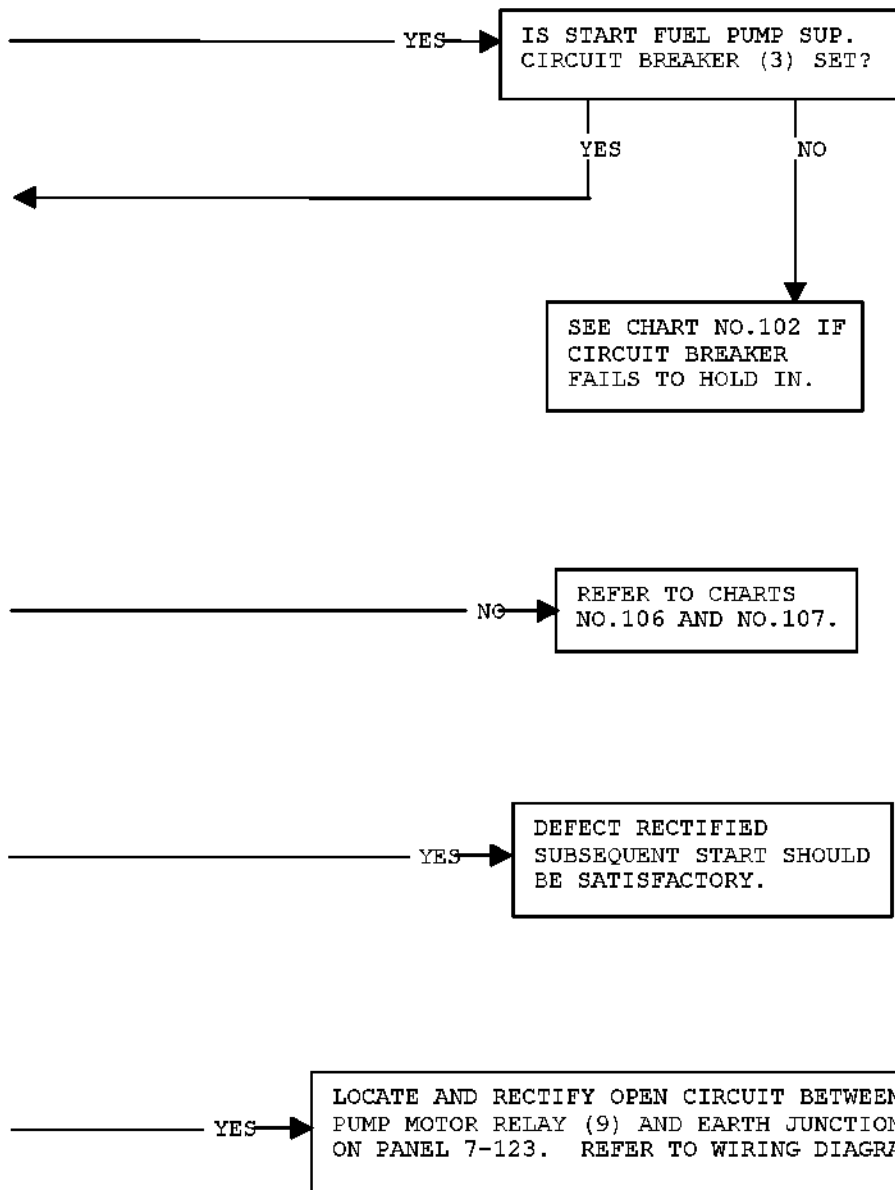 YES
IS START FUEL PUMP SUP.
CIRCUIT BREAKER (3) SET?
YES
NO
SEE CHART NO.102 IF
CIRCUIT BREAKER
FAILS TO HOLD IN.
NO
REFER TO CHARTS
NO.106 AND NO.107.
YES
DEFECT RECTIFIED
SUBSEQUENT START SHOULD
BE SATISFACTORY.
YES
LOCATE AND RECTIFY OPEN CIRCUIT BETWEEN
PUMP MOTOR RELAY (9) AND EARTH JUNCTION
ON PANEL 7-123. REFER TO WIRING